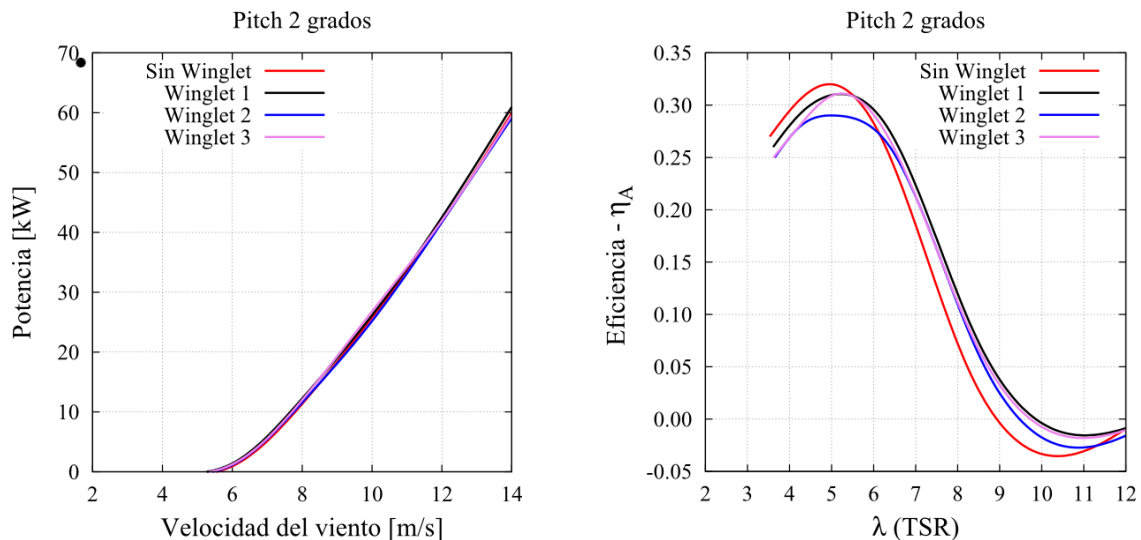 Pitch 2 grados
Potencia [kW]
70
60
50
40
30
20
10
0
Sin Winglet
Winglet 1
Winglet 2
Winglet 3
2 4 6 8 10 12 14
Velocidad del viento [m/s]
Pitch 2 grados
Eficiencia - ηA
0.35
0.30
0.25
0.20
0.15
0.10
0.05
0.00
-0.05
Sin Winglet
Winglet 1
Winglet 2
Winglet 3
2 3 4 5 6 7 8 9 10 11 12
λ (TSR)